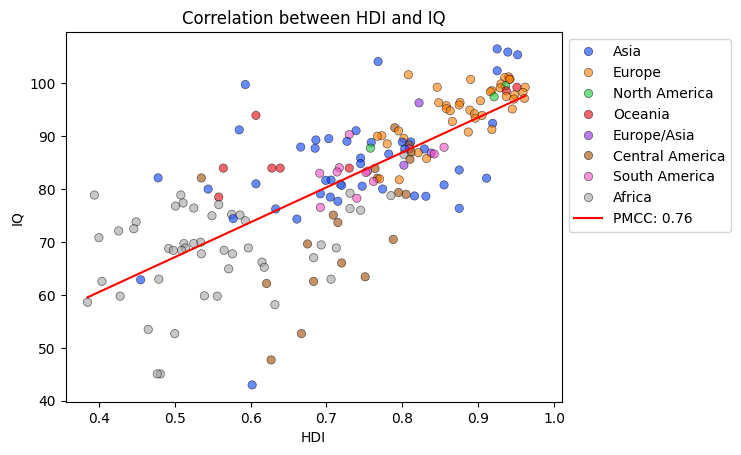 Correlation between HDI and IQ
IQ
100
90
80
70
60
50
40
0.4 0.5 0.6 0.7 0.8 0.9 1.0
HDI
Asia
Europe
North America
Oceania
Europe/Asia
Central America
South America
Africa
PMCC: 0.76